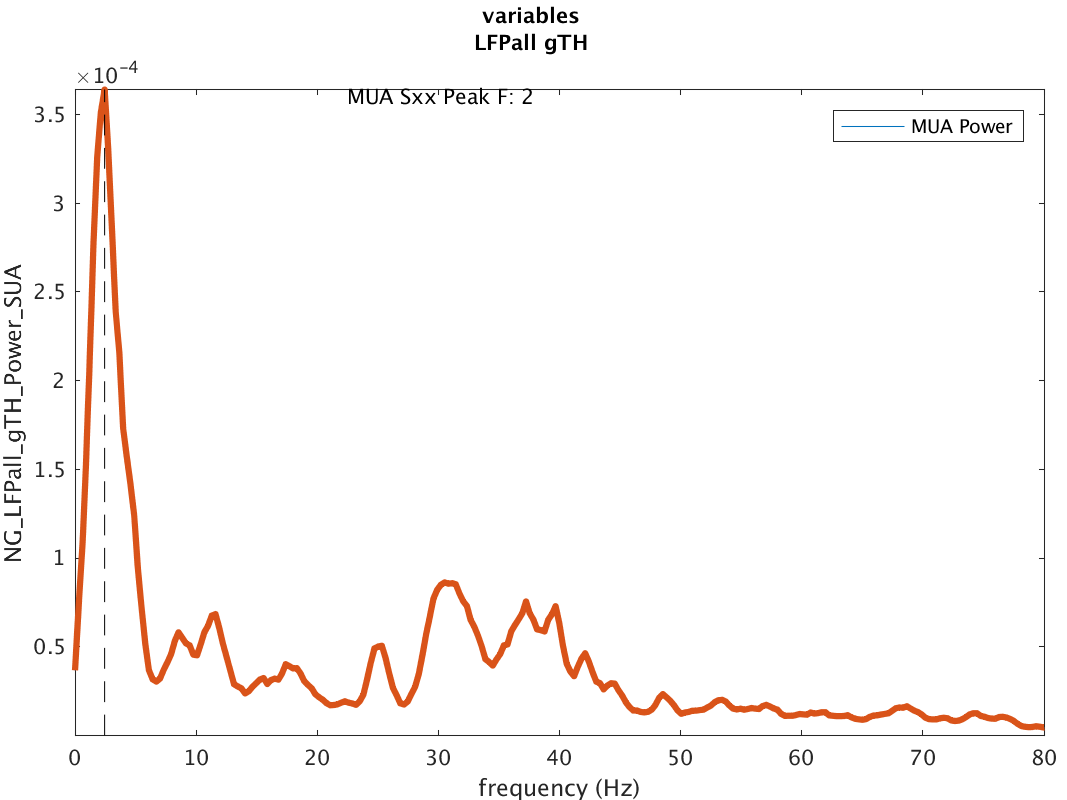 variables
LFPall gTH
×10⁻⁴
MUA Sxx Peak F: 2
MUA Power
3.5
3
2.5
2
1.5
1
0.5
NG_LFPall_gTH_Power_SUA
0 10 20 30 40 50 60 70 80
frequency (Hz)